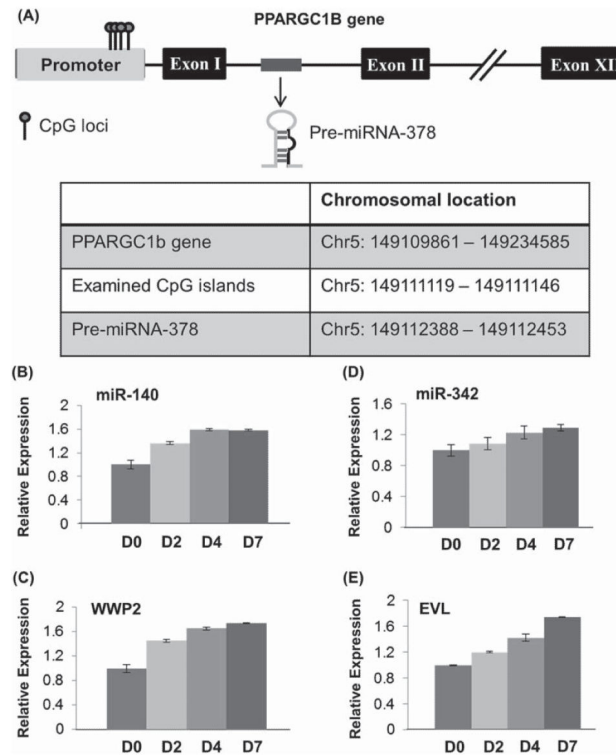 (A)
PPARGC1B gene
Promoter
Exon I
Exon II
Exon XII
CpG loci
Pre-miRNA-378
Chromosomal location
PPARGC1b gene
Chr5: 149109861 – 149234585
Examined CpG islands
Chr5: 149111119 – 149111146
Pre-miRNA-378
Chr5: 149112388 – 149112453
(B)
miR-140
Relative Expression
2
1.6
1.2
0.8
0.4
0
D0 D2 D4 D7
(D)
miR-342
Relative Expression
1.6
1.2
0.8
0.4
0
D0 D2 D4 D7
(C)
WWP2
Relative Expression
2
1.6
1.2
0.8
0.4
0
D0 D2 D4 D7
(E)
EVL
Relative Expression
2
1.6
1.2
0.8
0.4
0
D0 D2 D4 D7